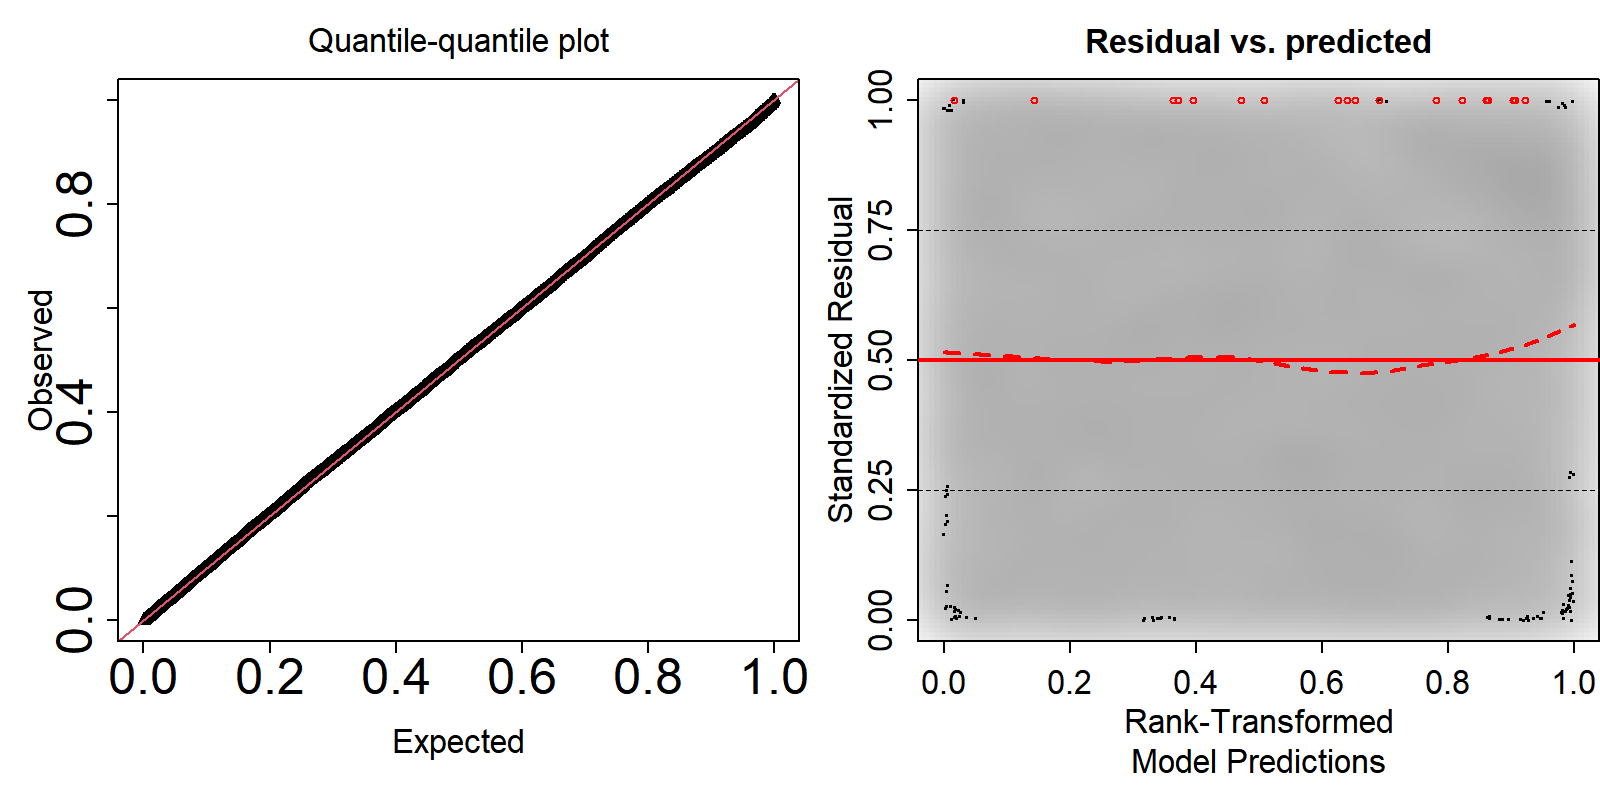 Quantile-quantile plot
Observed
0.0
0.4
0.8
0.0 0.2 0.4 0.6 0.8 1.0
Expected
Residual vs. predicted
Standardized Residual
0.00
0.25
0.50
0.75
1.00
0.0 0.2 0.4 0.6 0.8 1.0
Rank-Transformed
Model Predictions